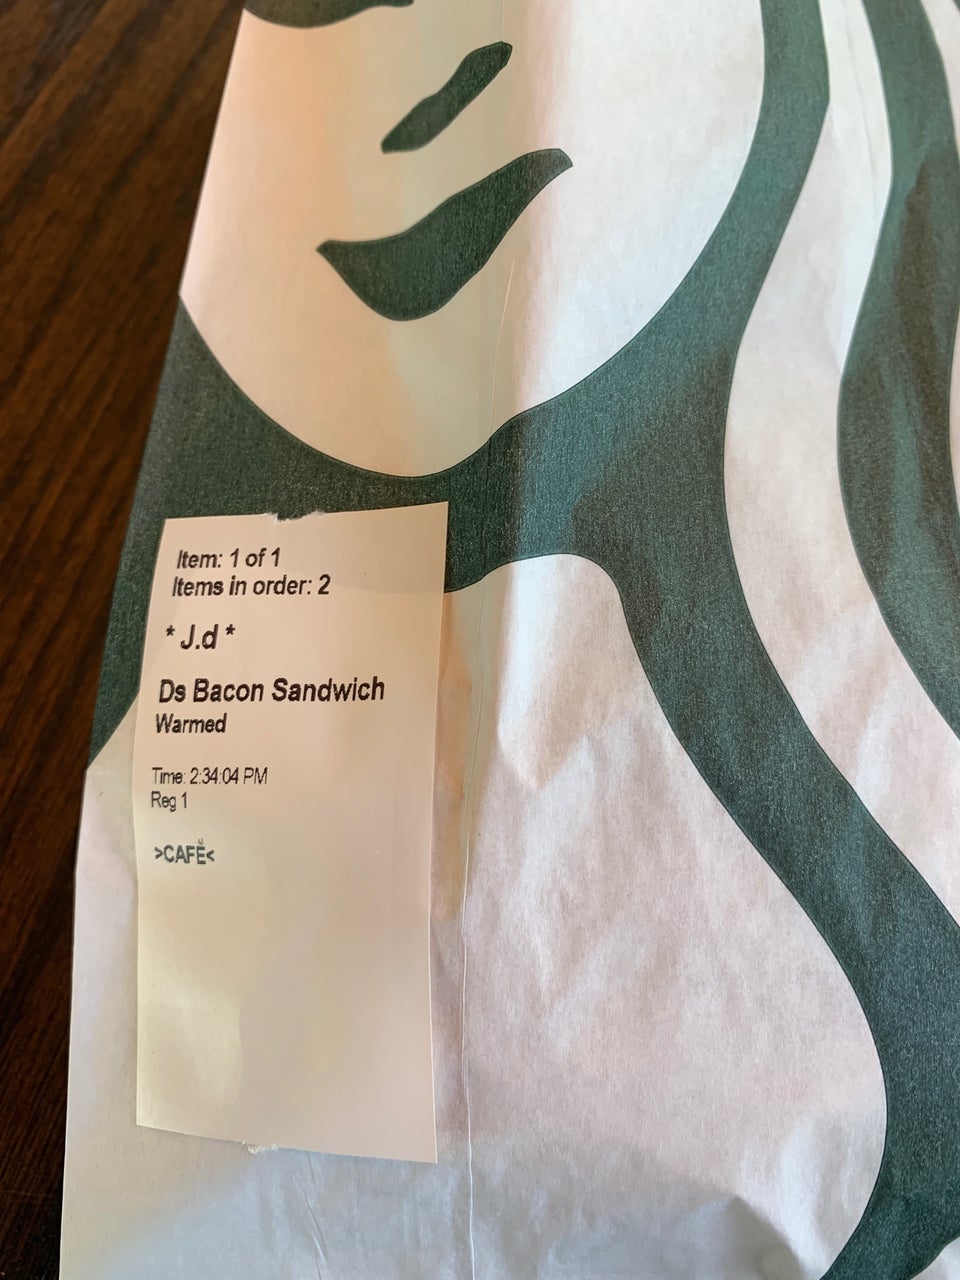 Item: 1 of 1
Items in order: 2
* J.d *
Ds Bacon Sandwich
Warmed
Time: 2:34:04 PM
Reg 1
>CAFÉ<